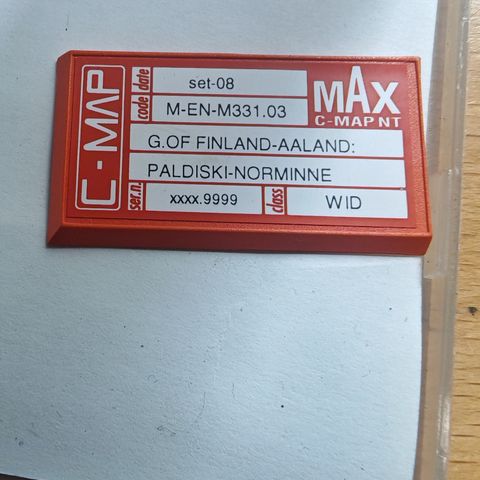 C-MAP
date set-08
code M-EN-M331.03
MAX
C-MAP NT
G.OF FINLAND-AALAND:
PALDISKI-NORMINNE
ser.n. xxxx.9999 class WID